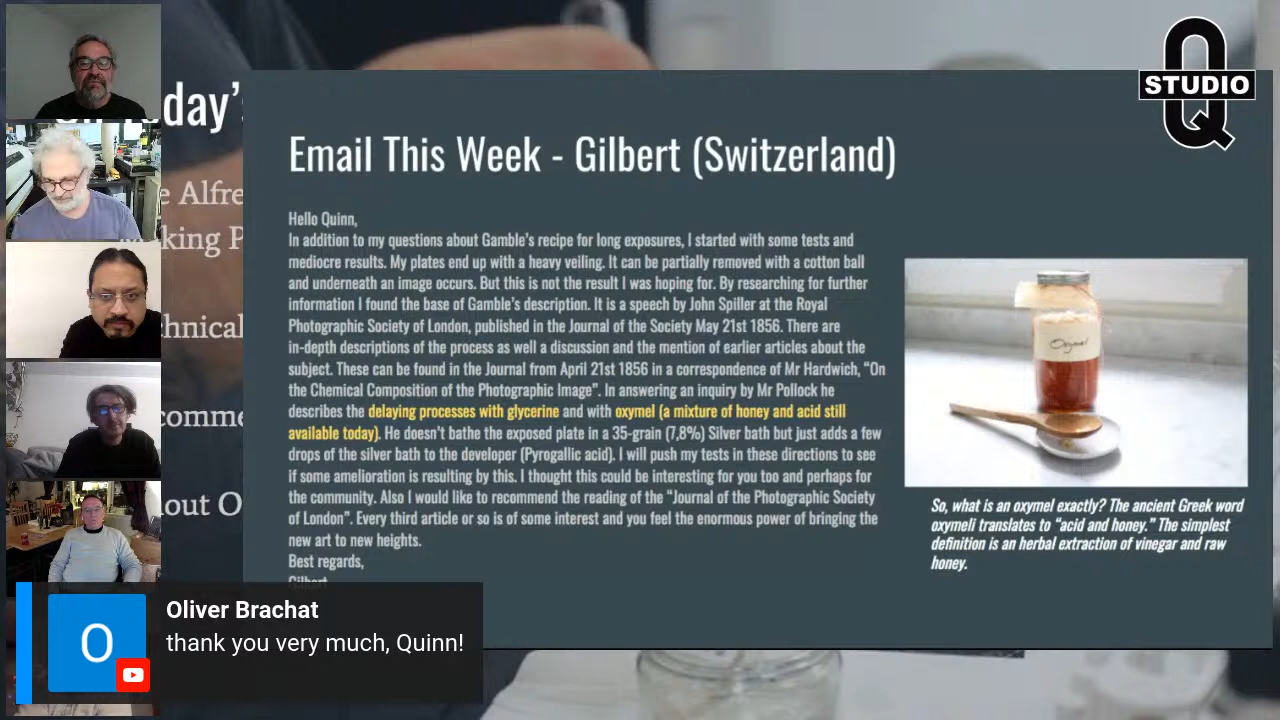 STUDIO
Q
day's
Alfre
king P
hnical
comme
out O
Email This Week - Gilbert (Switzerland)
Hello Quinn,
In addition to my questions about Gamble's recipe for long exposures, I started with some tests and
mediocre results. My plates end up with a heavy veiling. It can be partially removed with a cotton ball
and underneath an image occurs. But this is not the result I was hoping for. By researching for further
information I found the base of Gamble's description. It is a speech by John Spiller at the Royal
Photographic Society of London, published in the Journal of the Society May 21st 1856. There are
in-depth descriptions of the process as well a discussion and the mention of earlier articles about the
subject. These can be found in the Journal from April 21st 1856 in a correspondence of Mr Hardwich, “On
the Chemical Composition of the Photographic Image”. In answering an inquiry by Mr Pollock he
describes the delaying processes with glycerine and with oxymel (a mixture of honey and acid still
available today). He doesn't bathe the exposed plate in a 35-grain (7,8%) Silver bath but just adds a few
drops of the silver bath to the developer (Pyrogallic acid). I will push my tests in these directions to see
if some amelioration is resulting by this. I thought this could be interesting for you too and perhaps for
the community. Also I would like to recommend the reading of the “Journal of the Photographic Society
of London”. Every third article or so is of some interest and you feel the enormous power of bringing the
new art to new heights.
Best regards,
Gilbert
Oxymel
So, what is an oxymel exactly? The ancient Greek word
oxymeli translates to “acid and honey.” The simplest
definition is an herbal extraction of vinegar and raw
honey.
O
Oliver Brachat
thank you very much, Quinn!